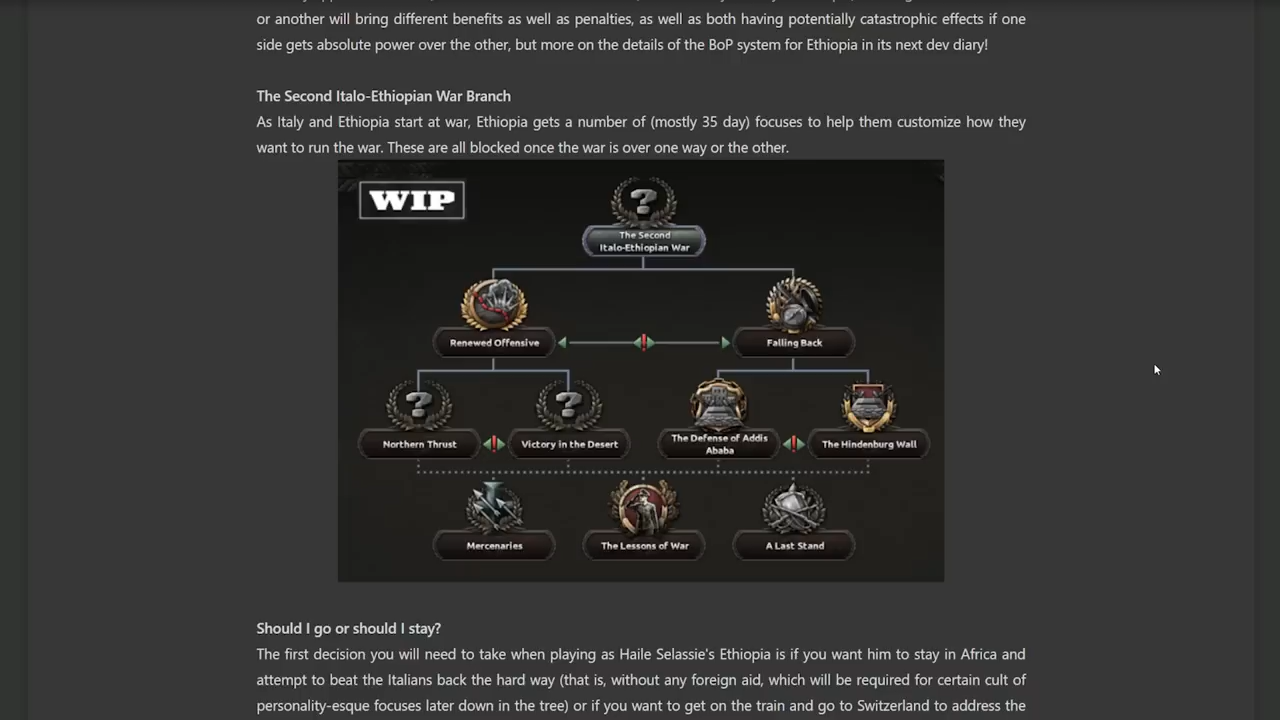 or another will bring different benefits as well as penalties, as well as both having potentially catastrophic effects if one
side gets absolute power over the other, but more on the details of the BoP system for Ethiopia in its next dev diary!
The Second Italo-Ethiopian War Branch
As Italy and Ethiopia start at war, Ethiopia gets a number of (mostly 35 day) focuses to help them customize how they
want to run the war. These are all blocked once the war is over one way or the other.
WIP
The Second
Italo-Ethiopian War
Renewed Offensive
Falling Back
Northern Thrust
Victory in the Desert
The Defense of Addis
Ababa
The Hindenburg Wall
Mercenaries
The Lessons of War
A Last Stand
Should I go or should I stay?
The first decision you will need to take when playing as Haile Selassie's Ethiopia is if you want him to stay in Africa and
attempt to beat the Italians back the hard way (that is, without any foreign aid, which will be required for certain cult of
personality-esque focuses later down in the tree) or if you want to get on the train and go to Switzerland to address the